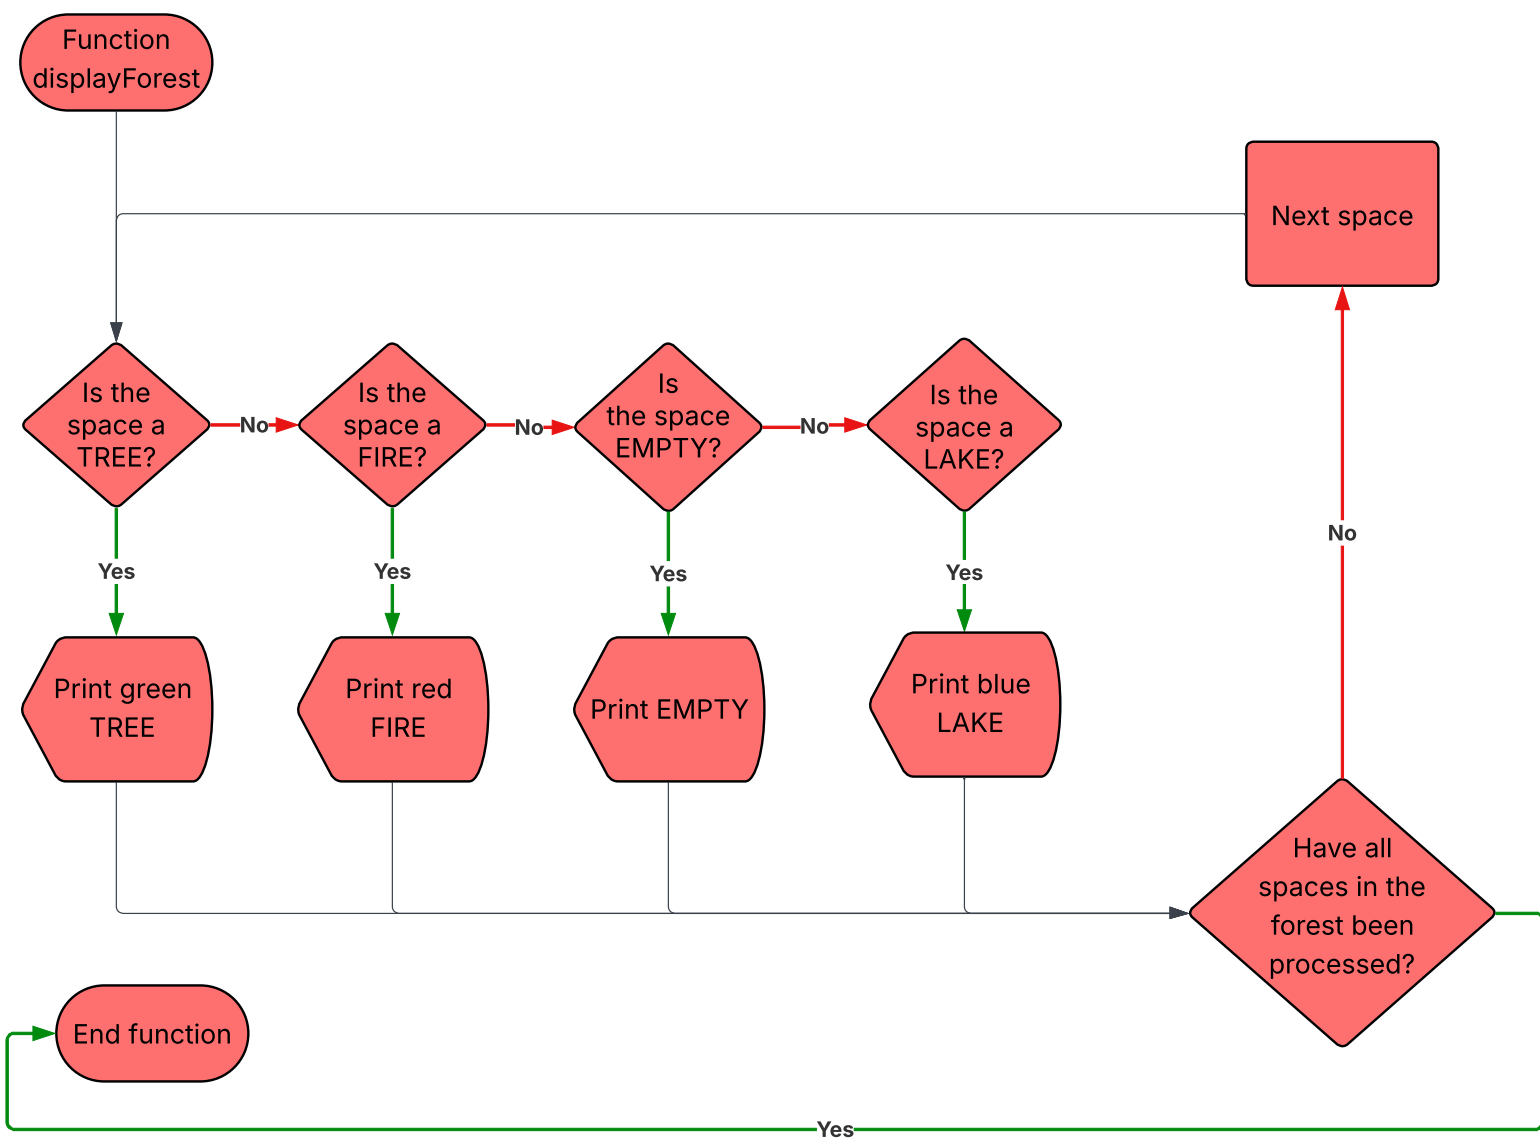 Function
displayForest
Next space
Is the
space a
TREE?
No
Is the
space a
FIRE?
No
Is
the space
EMPTY?
No
Is the
space a
LAKE?
No
Yes
Yes
Yes
Yes
Print green
TREE
Print red
FIRE
Print EMPTY
Print blue
LAKE
Have all
spaces in the
forest been
processed?
End function
Yes